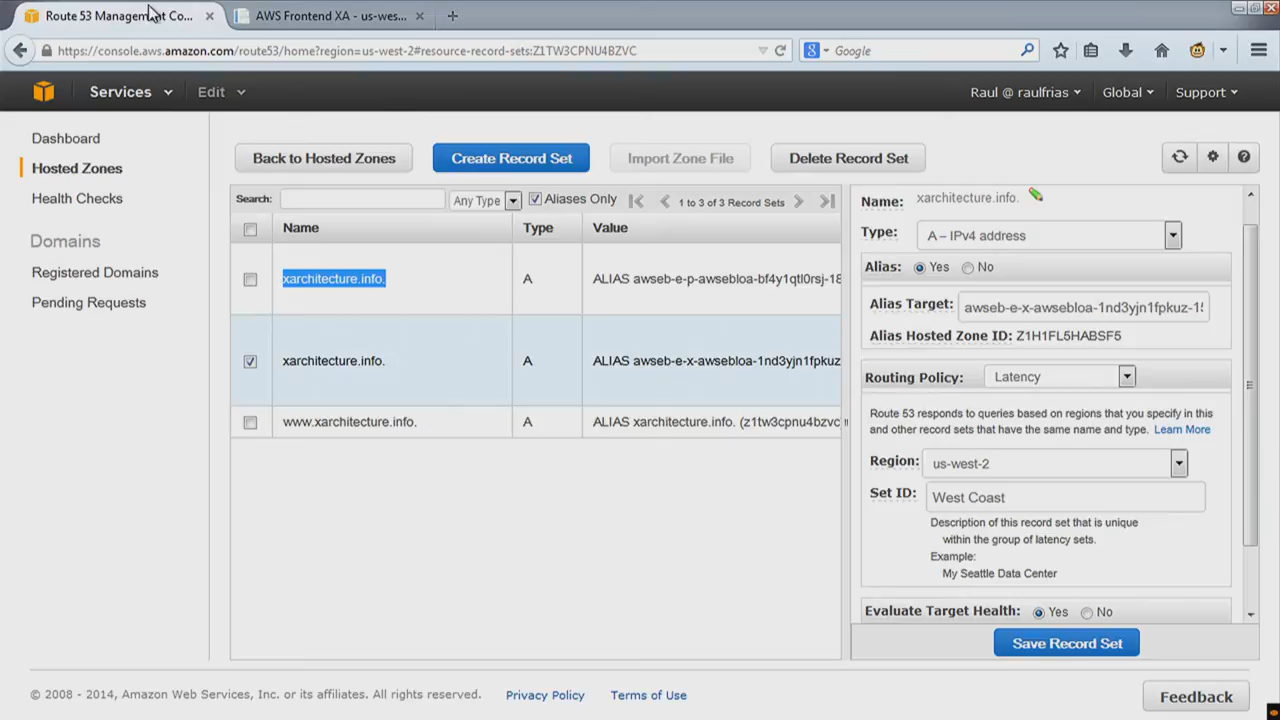 Route 53 Management Co...
AWS Frontend XA - us-wes...
https://console.aws.amazon.com/route53/home?region=us-west-2#resource-record-sets:Z1TW3CPNU4BZVC
Google
Services
Edit
Raul @ raulfrias
Global
Support
Dashboard
Hosted Zones
Health Checks
Domains
Registered Domains
Pending Requests
Back to Hosted Zones
Create Record Set
Import Zone File
Delete Record Set
Search:
Any Type
Aliases Only
1 to 3 of 3 Record Sets
Name Type Value
xarchitecture.info. A ALIAS awseb-e-p-awsebloa-bf4y1qtl0rsj-18
xarchitecture.info. A ALIAS awseb-e-x-awsebloa-1nd3yjn1fpkuz
www.xarchitecture.info. A ALIAS xarchitecture.info. (z1tw3cpnu4bzvc
Name: xarchitecture.info.
Type: A – IPv4 address
Alias: Yes No
Alias Target: awseb-e-x-awsebloa-1nd3yjn1fpkuz-15
Alias Hosted Zone ID: Z1H1FL5HABSF5
Routing Policy: Latency
Route 53 responds to queries based on regions that you specify in this
and other record sets that have the same name and type. Learn More
Region: us-west-2
Set ID: West Coast
Description of this record set that is unique
within the group of latency sets.
Example:
My Seattle Data Center
Evaluate Target Health: Yes No
Save Record Set
© 2008 - 2014, Amazon Web Services, Inc. or its affiliates. All rights reserved.
Privacy Policy
Terms of Use
Feedback